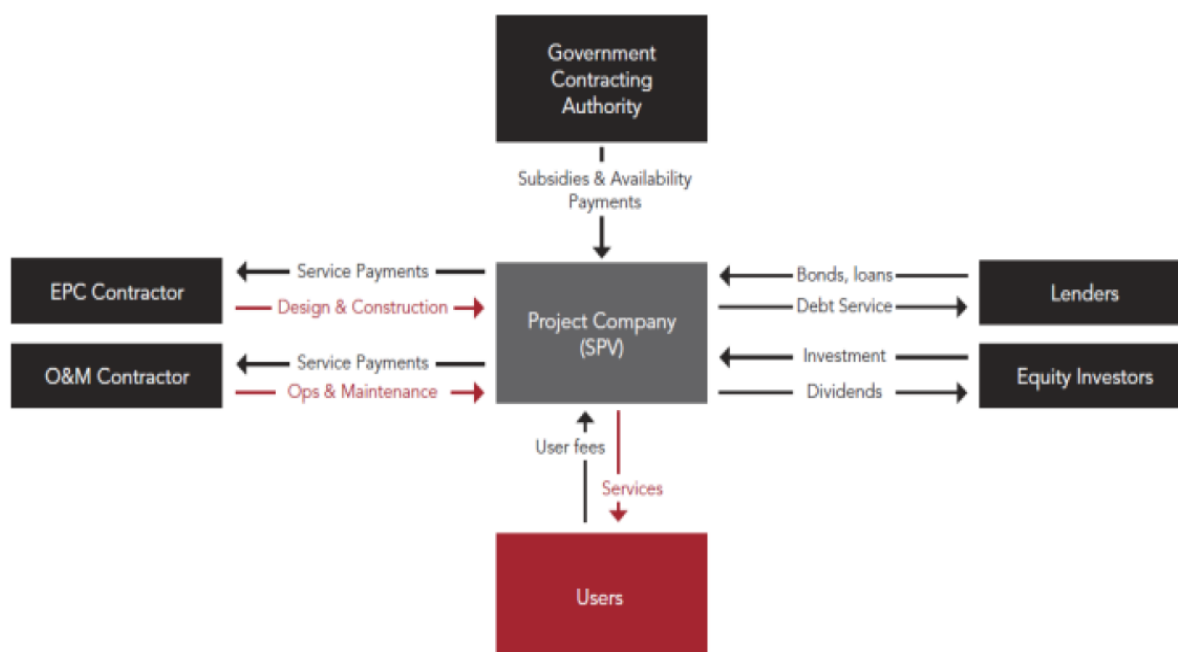 Government
Contracting
Authority
Subsidies & Availability
Payments
EPC Contractor
Service Payments
Design & Construction
O&M Contractor
Service Payments
Ops & Maintenance
Project Company
(SPV)
Bonds, loans
Debt Service
Lenders
Investment
Dividends
Equity Investors
User fees
Services
Users